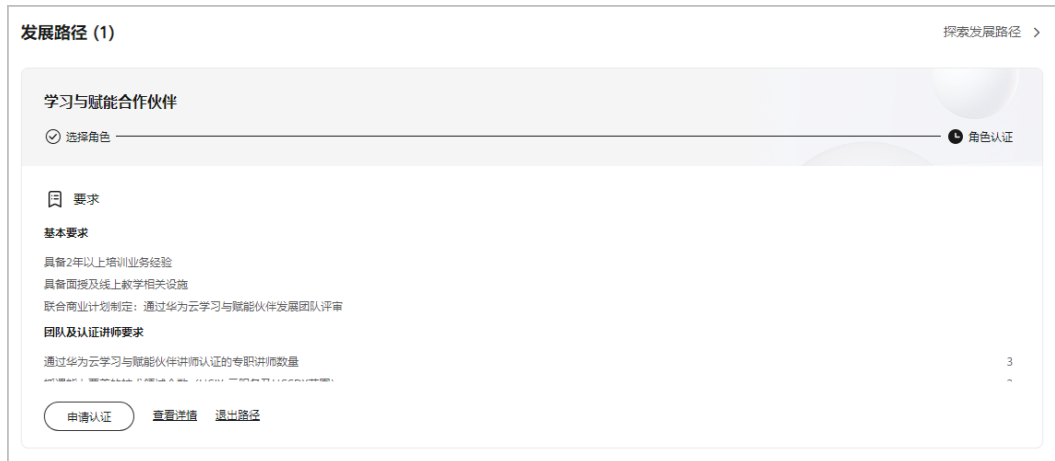 发展路径 (1)
探索发展路径
学习与赋能合作伙伴
选择角色
角色认证
要求
基本要求
具备2年以上培训业务经验
具备面授及线上教学相关设施
联合商业计划制定：通过华为云学习与赋能伙伴发展团队评审
团队及认证讲师要求
通过华为云学习与赋能伙伴讲师认证的专职讲师数量 3
申请认证 查看详情 退出路径